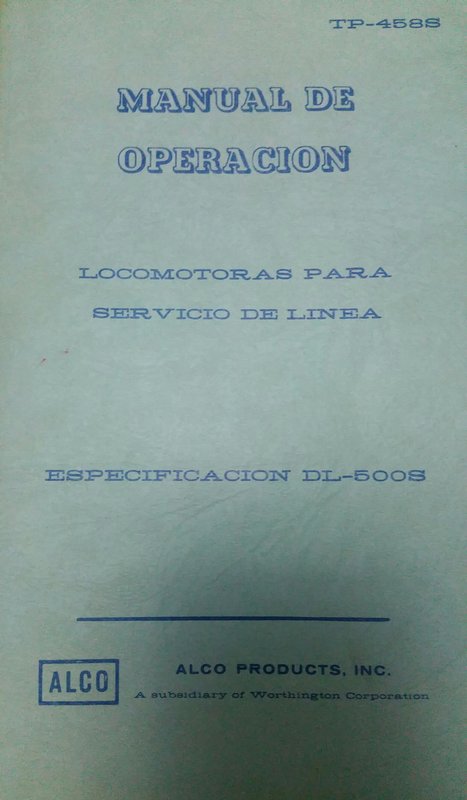 TP-458S
MANUAL DE
OPERACION
LOCOMOTORAS PARA
SERVICIO DE LINEA
ESPECIFICACION DL-500S
ALCO
ALCO PRODUCTS, INC.
A subsidiary of Worthington Corporation